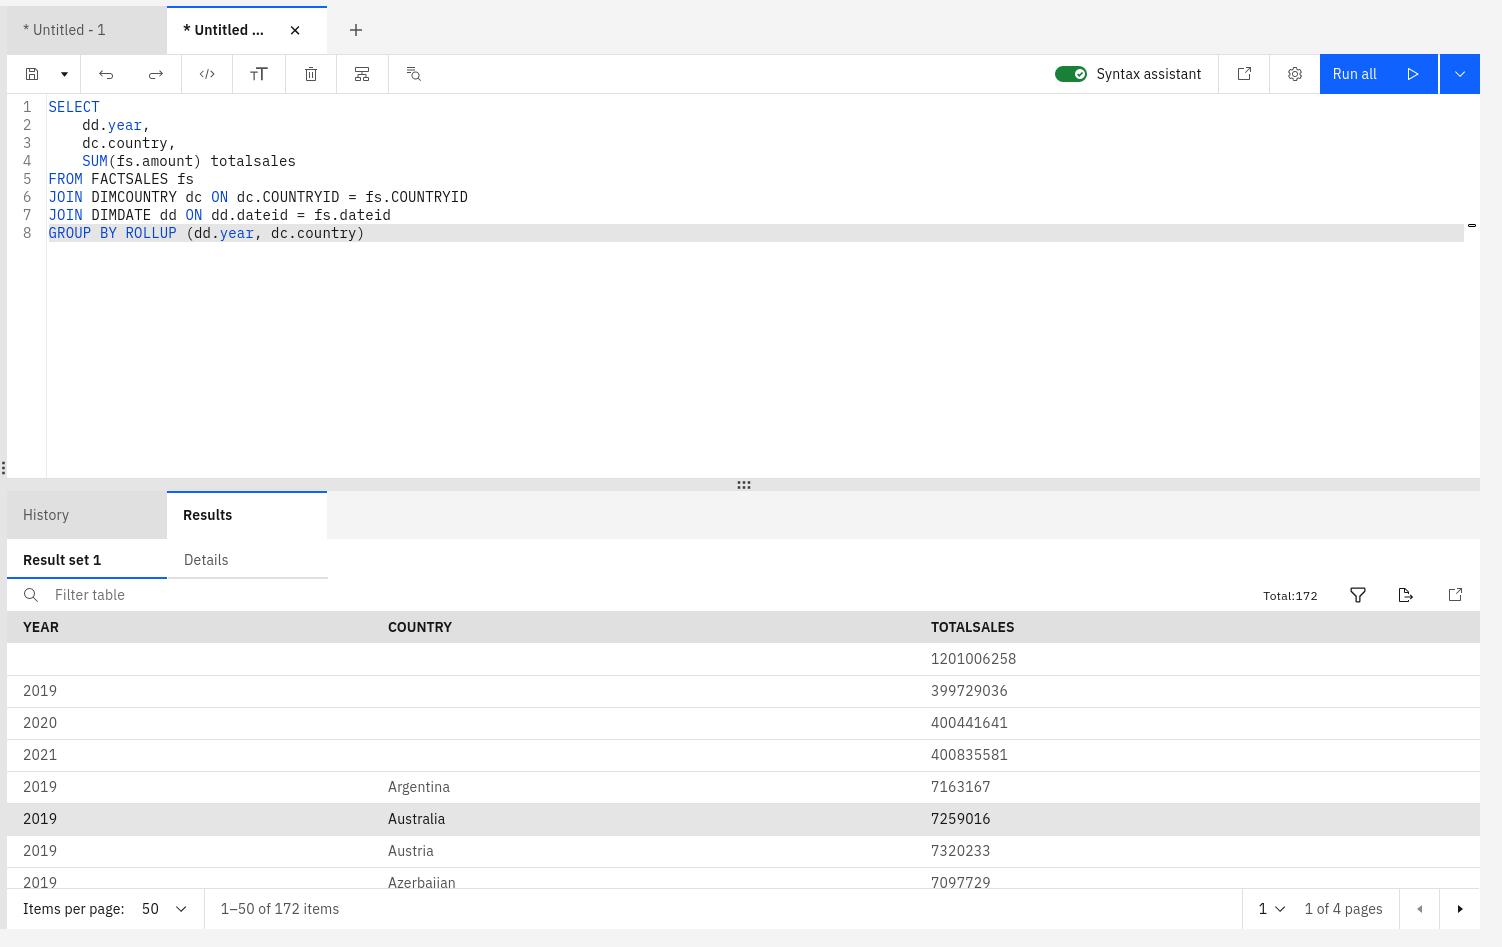 * Untitled - 1
* Untitled ...
Syntax assistant
Run all
1 SELECT
2 dd.year,
3 dc.country,
4 SUM(fs.amount) totalsales
5 FROM FACTSALES fs
6 JOIN DIMCOUNTRY dc ON dc.COUNTRYID = fs.COUNTRYID
7 JOIN DIMDATE dd ON dd.dateid = fs.dateid
8 GROUP BY ROLLUP (dd.year, dc.country)
History Results
Result set 1 Details
Filter table Total:172
YEAR COUNTRY TOTALSALES
1201006258
2019 399729036
2020 400441641
2021 400835581
2019 Argentina 7163167
2019 Australia 7259016
2019 Austria 7320233
2019 Azerbaijan 7097729
Items per page: 50 1–50 of 172 items 1 1 of 4 pages